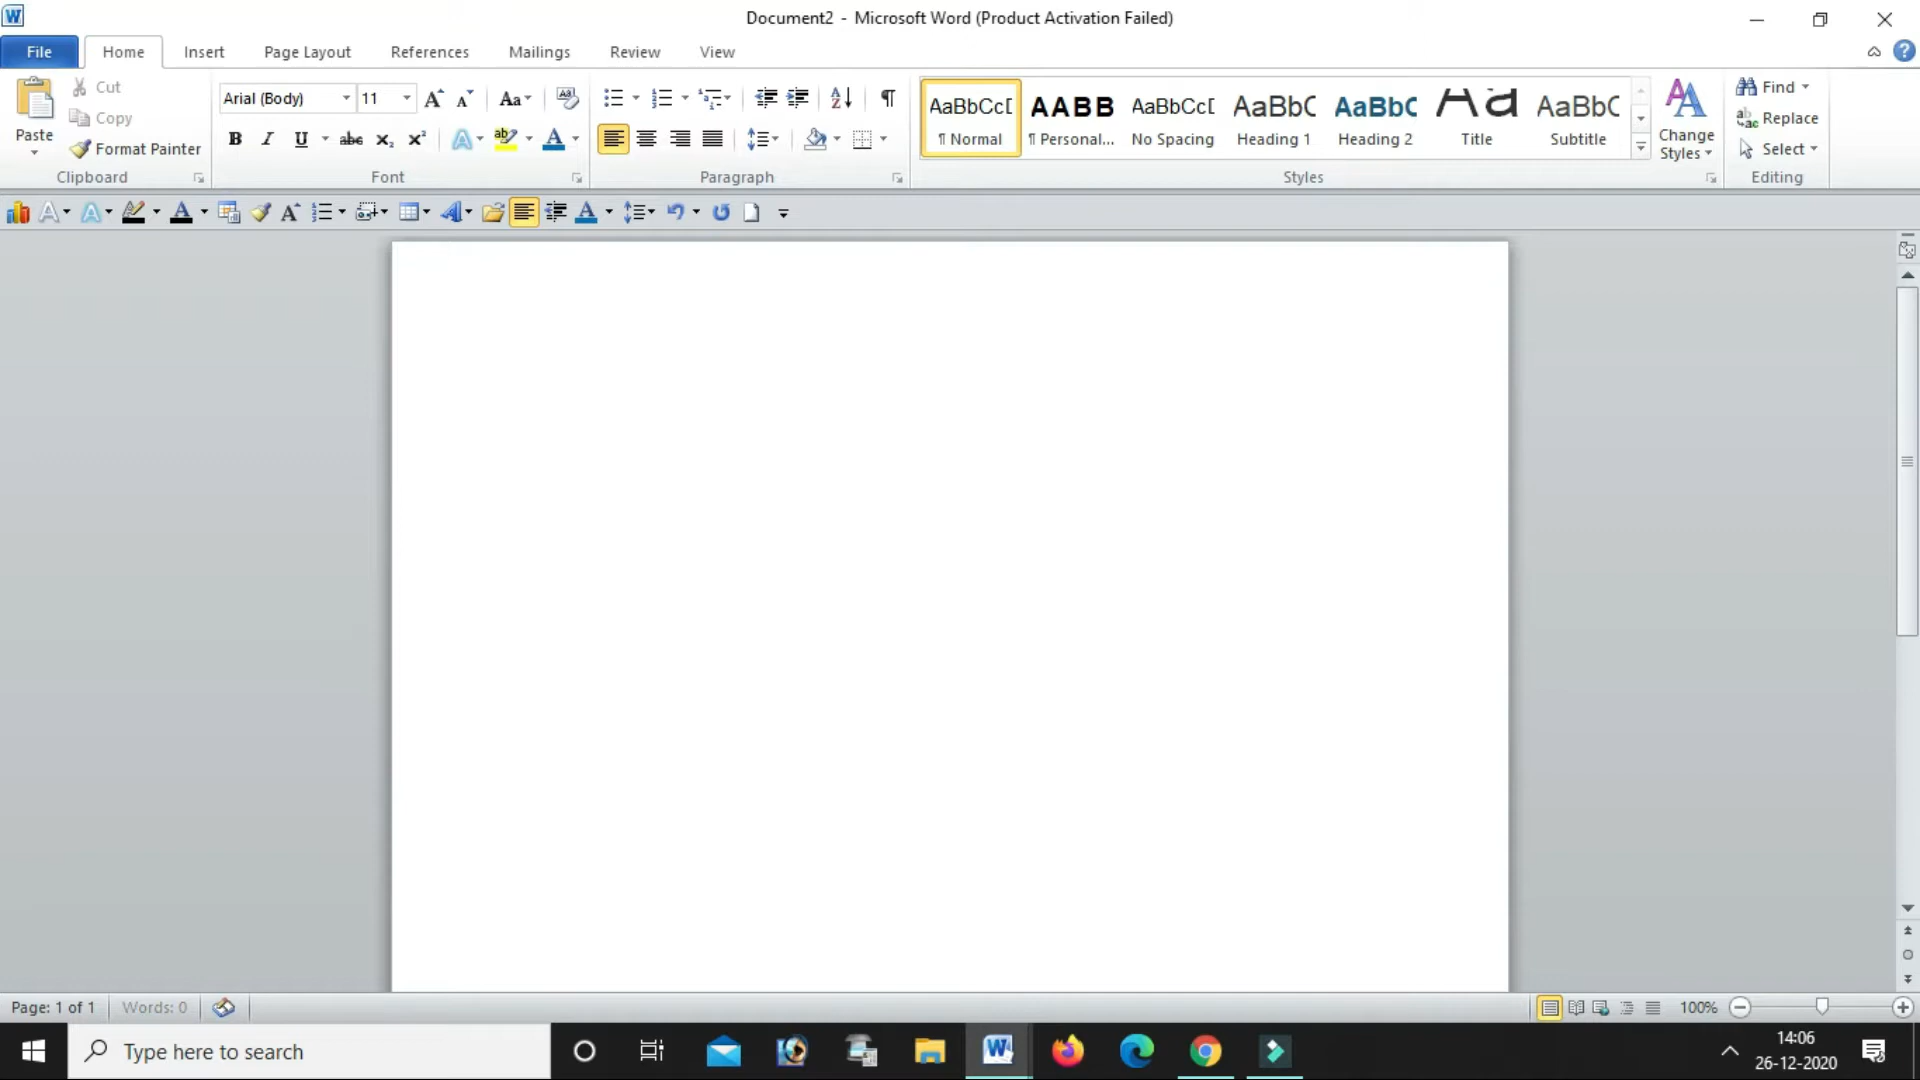 Document2 - Microsoft Word (Product Activation Failed)
File Home Insert Page Layout References Mailings Review View
Paste
Cut
Copy
Format Painter
Clipboard
Arial (Body) 11
Font
Paragraph
AaBbCcD AABB AaBbCcD AaBbC AaBbC Aa AaBbC
¶ Normal ¶ Personal... No Spacing Heading 1 Heading 2 Title Subtitle
Styles
Change
Styles
Find
Replace
Select
Editing
Page: 1 of 1 Words: 0 100%
Type here to search
14:06
26-12-2020